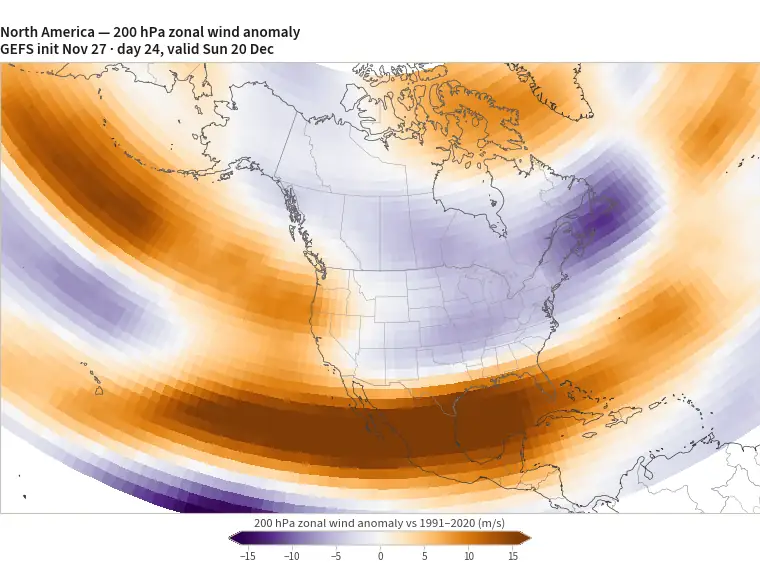 North America — 200 hPa zonal wind anomaly
GEFS init Nov 27 · day 24, valid Sun 20 Dec
200 hPa zonal wind anomaly vs 1991–2020 (m/s)
−15 −10 −5 0 5 10 15